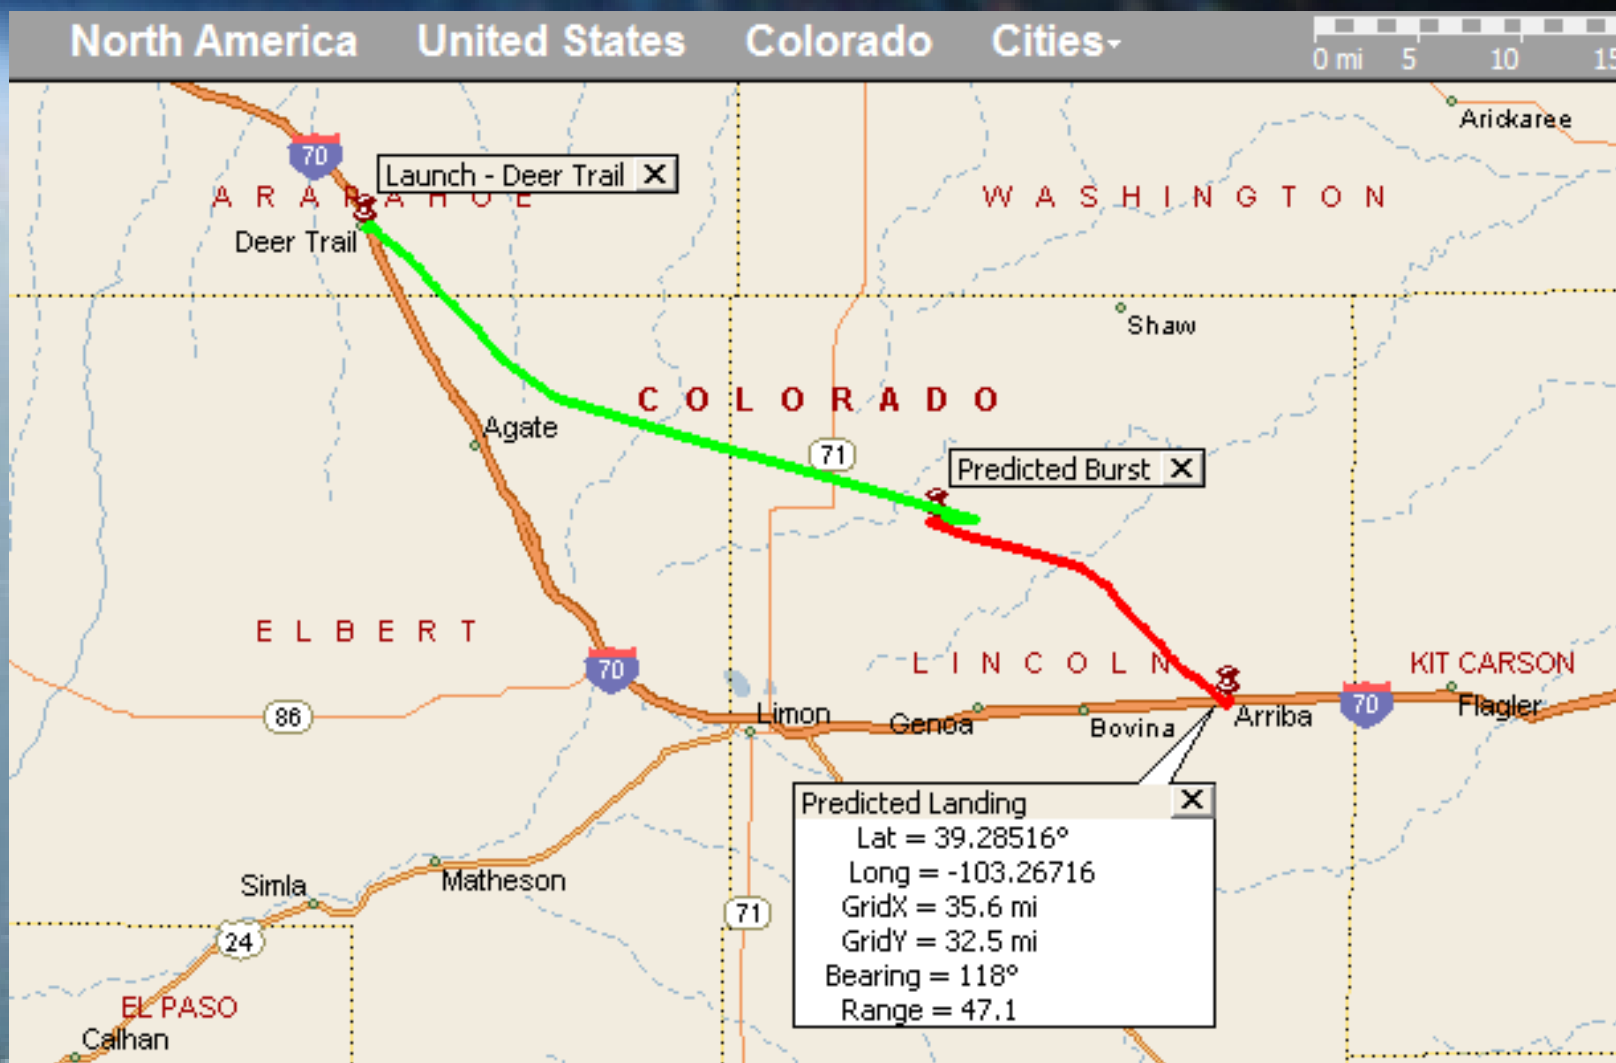 North America United States Colorado Cities
0 mi 5 10 15
Arickaree
70
Launch - Deer Trail
ARAPAHOE
WASHINGTON
Deer Trail
Shaw
COLORADO
Agate
71
Predicted Burst
ELBERT
70
LINCOLN
KIT CARSON
86
Limon
Genoa
Bovina
Arriba
70
Flagler
Predicted Landing
Lat = 39.28516°
Long = -103.26716
GridX = 35.6 mi
GridY = 32.5 mi
Bearing = 118°
Range = 47.1
Simla
Matheson
71
24
EL PASO
Calhan